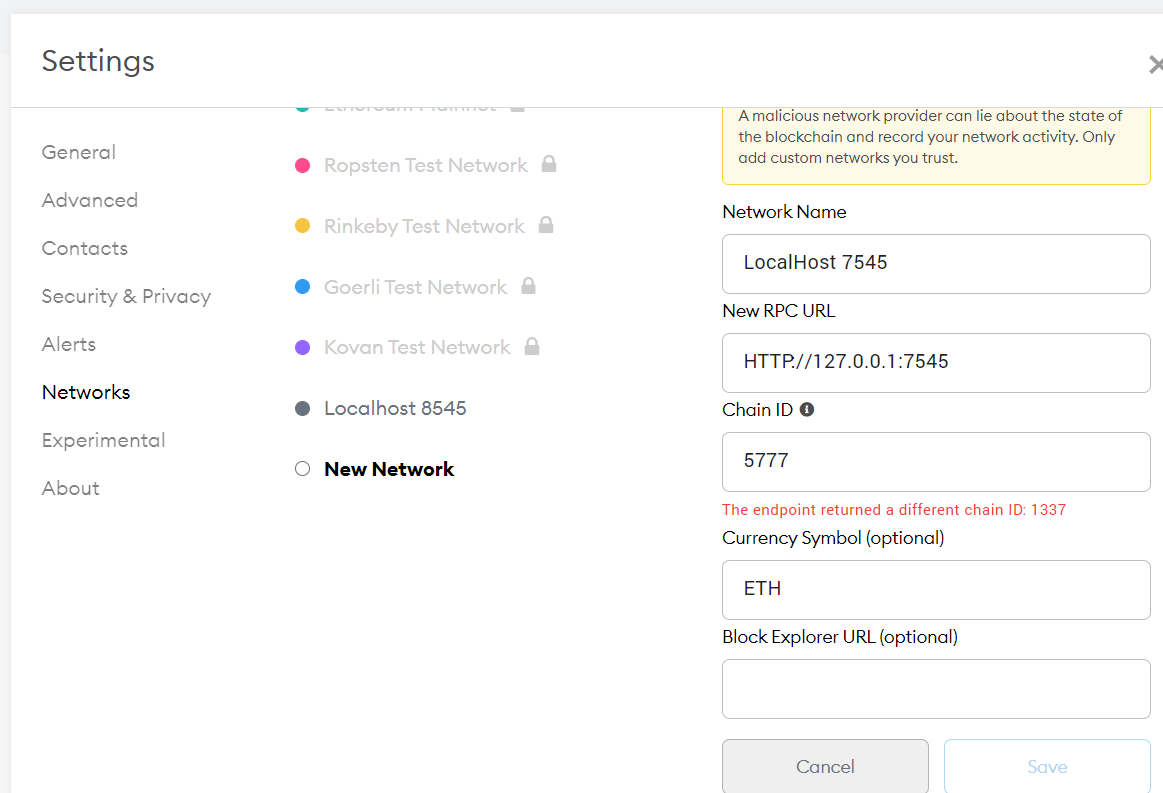 Settings
General
Advanced
Contacts
Security & Privacy
Alerts
Networks
Experimental
About
Ethereum Mainnet
Ropsten Test Network
Rinkeby Test Network
Goerli Test Network
Kovan Test Network
Localhost 8545
New Network
A malicious network provider can lie about the state of
the blockchain and record your network activity. Only
add custom networks you trust.
Network Name
LocalHost 7545
New RPC URL
HTTP://127.0.0.1:7545
Chain ID
5777
The endpoint returned a different chain ID: 1337
Currency Symbol (optional)
ETH
Block Explorer URL (optional)
Cancel
Save